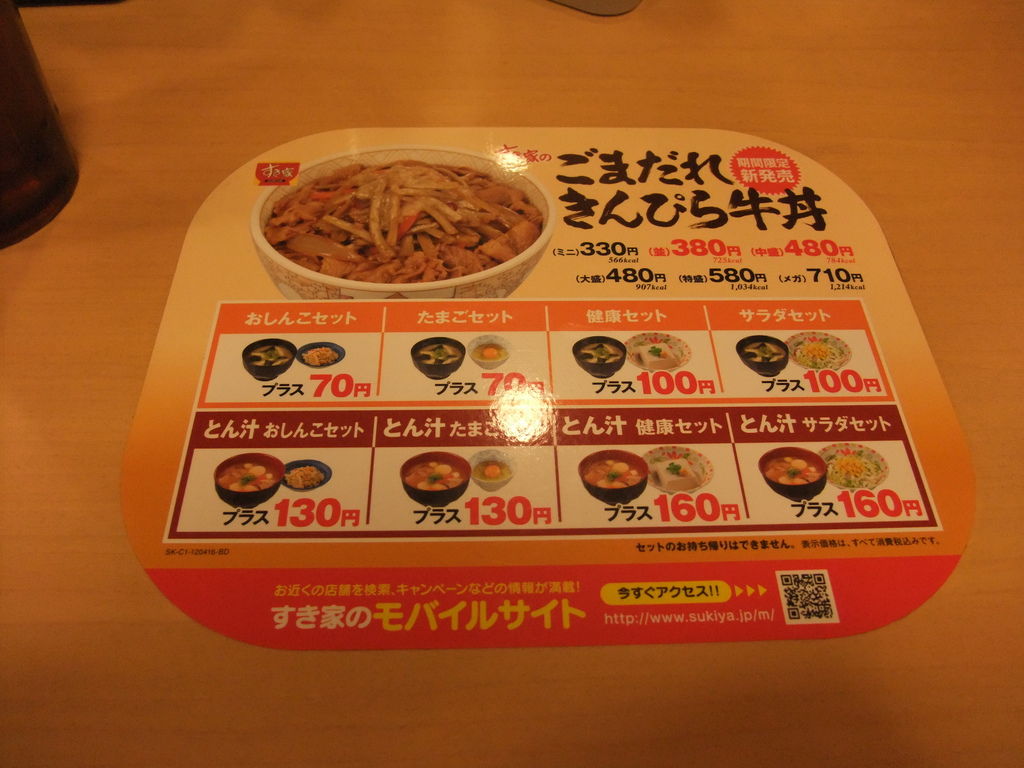 すき家
すき家の
ごまだれ
きんぴら牛丼
期間限定
新発売
(ミニ)330円 (並)380円 (中盛)480円
566kcal 725kcal 784kcal
(大盛)480円 (特盛)580円 (メガ)710円
907kcal 1,034kcal 1,214kcal
おしんこセット たまごセット 健康セット サラダセット
プラス70円 プラス70円 プラス100円 プラス100円
とん汁 おしんこセット とん汁 たまご とん汁 健康セット とん汁 サラダセット
プラス130円 プラス130円 プラス160円 プラス160円
SK-C1-120416-BD
セットのお持ち帰りはできません。表示価格は、すべて消費税込みです。
お近くの店舗を検索、キャンペーンなどの情報が満載!
すき家のモバイルサイト
今すぐアクセス!!
http://www.sukiya.jp/m/